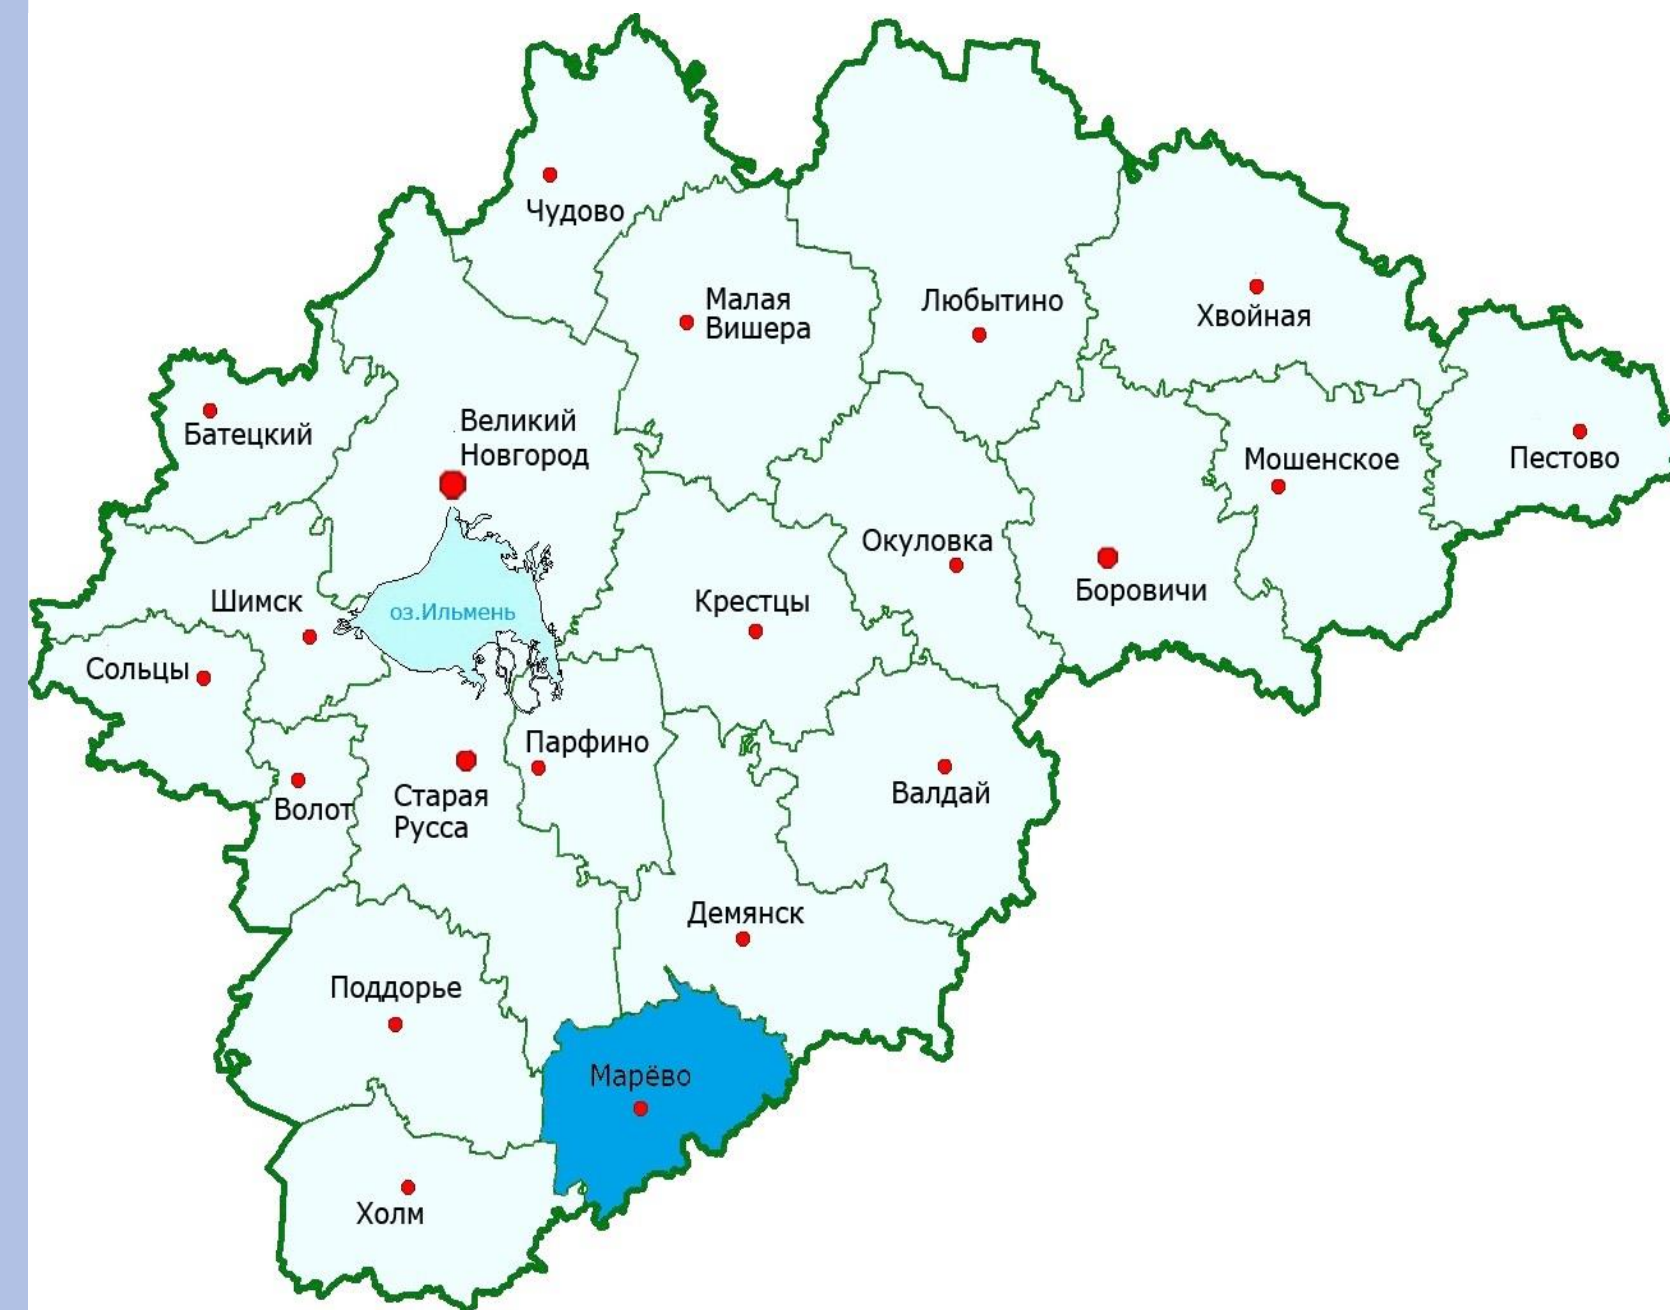 Чудово
Малая
Вишера
Любытино
Хвойная
Батецкий
Великий
Новгород
Мошенское
Пестово
Окуловка
Боровичи
Шимск
оз.Ильмень
Крестцы
Сольцы
Парфино
Волот
Старая
Русса
Валдай
Демянск
Поддорье
Марёво
Холм